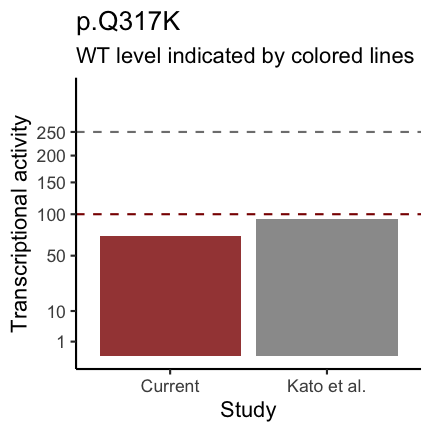 p.Q317K
WT level indicated by colored lines
Transcriptional activity
250
200
150
100
50
10
1
Current
Kato et al.
Study